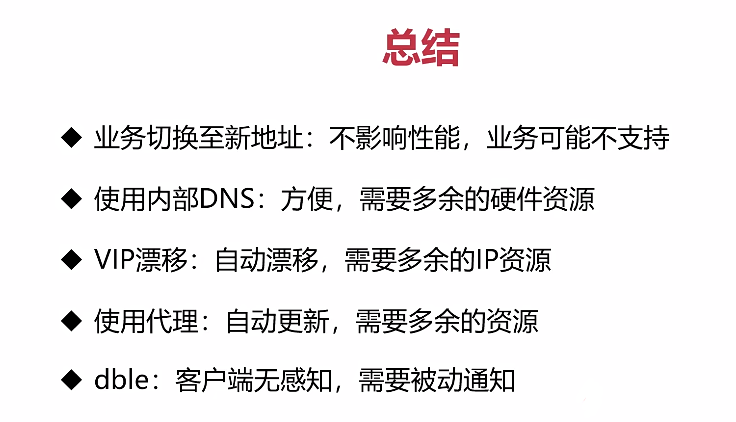 总结
◆ 业务切换至新地址：不影响性能，业务可能不支持
◆ 使用内部DNS：方便，需要多余的硬件资源
◆ VIP漂移：自动漂移，需要多余的IP资源
◆ 使用代理：自动更新，需要多余的资源
◆ dble：客户端无感知，需要被动通知